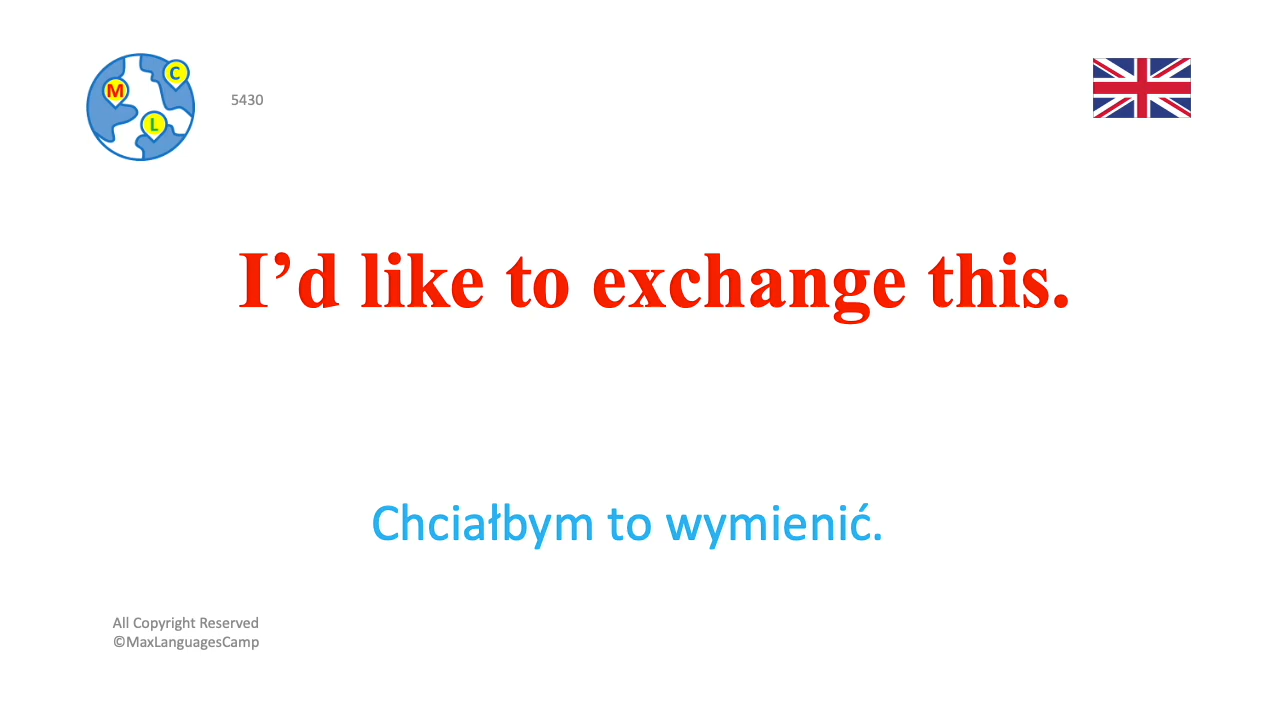 M
C
L
5430
I’d like to exchange this.
Chciałbym to wymienić.
All Copyright Reserved
©MaxLanguagesCamp